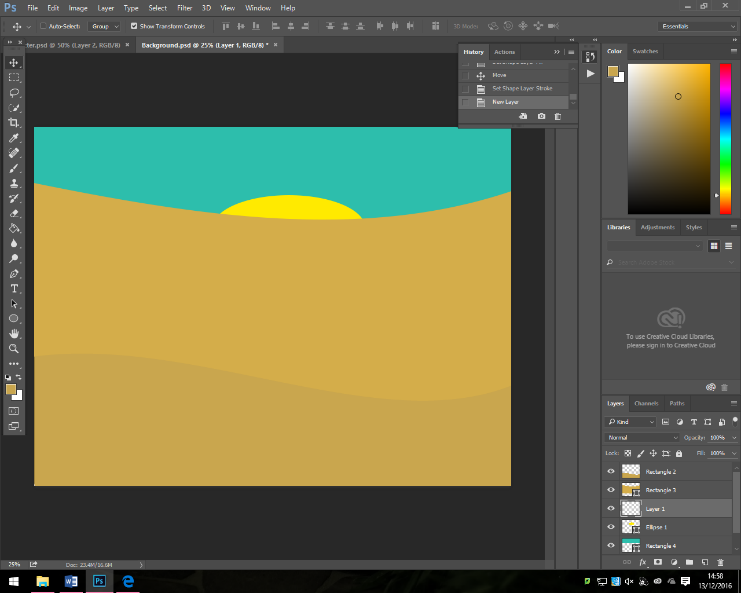 Ps File Edit Image Layer Type Select Filter 3D View Window Help
Auto-Select: Group Show Transform Controls 3D Mode: Essentials
ter.psd @ 50% (Layer 2, RGB/8) × Background.psd @ 25% (Layer 1, RGB/8) * ×
History Actions
Move
Set Shape Layer Stroke
New Layer
Color Swatches
Libraries Adjustments Styles
To use Creative Cloud Libraries,
please sign in to Creative Cloud
Layers Channels Paths
Kind
Normal Opacity: 100%
Lock: Fill: 100%
Rectangle 2
Rectangle 3
Layer 1
Ellipse 1
Rectangle 4
25% Doc: 23.4M/16.6M
14:58
13/12/2016